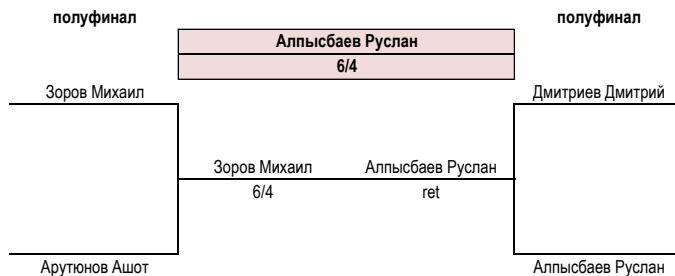 полуфинал полуфинал
Алпысбаев Руслан
6/4
Зоров Михаил Дмитриев Дмитрий
Зоров Михаил Алпысбаев Руслан
6/4 ret
Арутюнов Ашот Алпысбаев Руслан